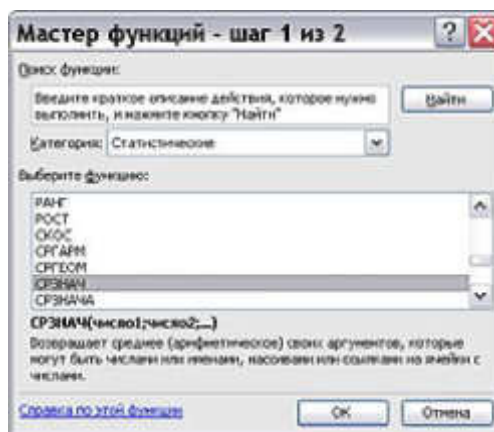 Мастер функций - шаг 1 из 2
Поиск функции:
Введите краткое описание действия, которое нужно
выполнить, и нажмите кнопку "Найти"
Найти
Категория: Статистические
Выберите функцию:
РАНГ
РОСТ
СКОС
СРГАРМ
СРГЕОМ
СРЗНАЧ
СРЗНАЧА
СРЗНАЧ(число1;число2;...)
Возвращает среднее (арифметическое) своих аргументов, которые
могут быть числами или именами, массивами или ссылками на ячейки с
числами.
Справка по этой функции
ОК
Отмена